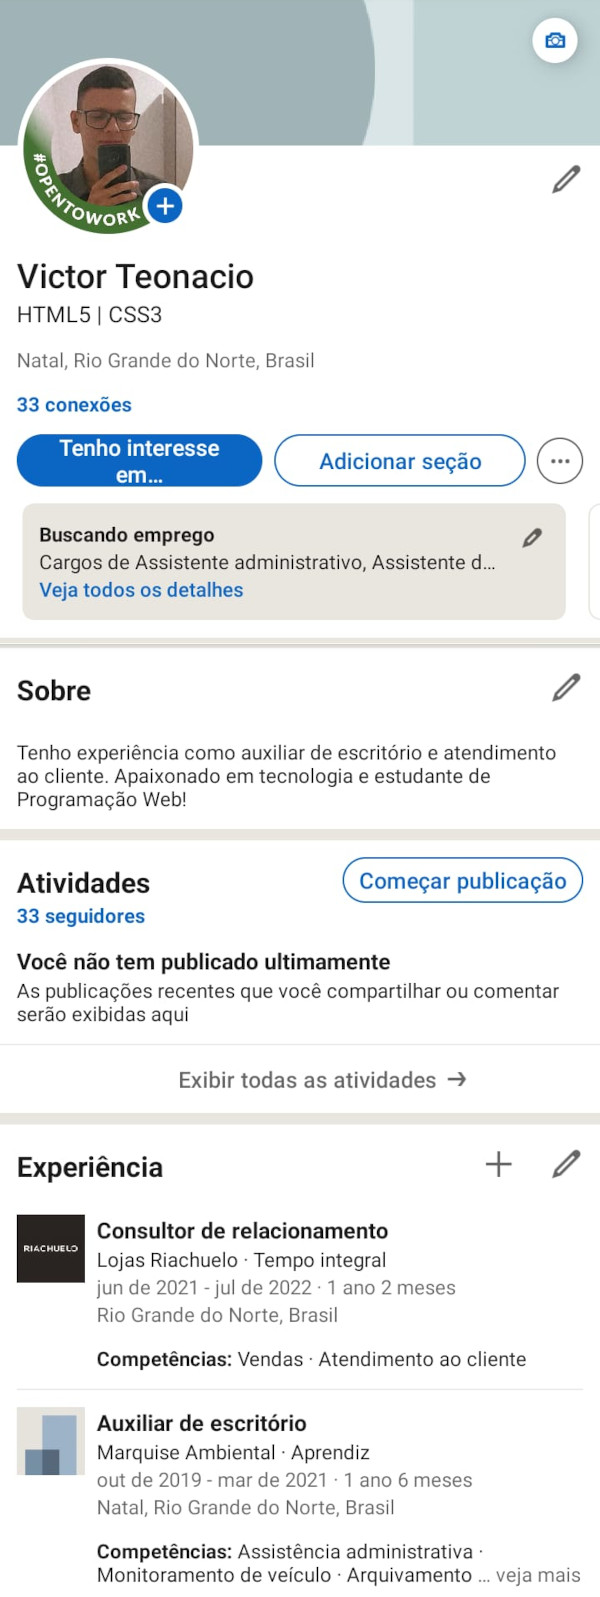 #OPENTOWORK
Victor Teonacio
HTML5 | CSS3
Natal, Rio Grande do Norte, Brasil
33 conexões
Tenho interesse
em...
Adicionar seção
Buscando emprego
Cargos de Assistente administrativo, Assistente d...
Veja todos os detalhes
Sobre
Tenho experiência como auxiliar de escritório e atendimento
ao cliente. Apaixonado em tecnologia e estudante de
Programação Web!
Atividades
Começar publicação
33 seguidores
Você não tem publicado ultimamente
As publicações recentes que você compartilhar ou comentar
serão exibidas aqui
Exibir todas as atividades →
Experiência
RIACHUELO
Consultor de relacionamento
Lojas Riachuelo · Tempo integral
jun de 2021 - jul de 2022 · 1 ano 2 meses
Rio Grande do Norte, Brasil
Competências: Vendas · Atendimento ao cliente
Auxiliar de escritório
Marquise Ambiental · Aprendiz
out de 2019 - mar de 2021 · 1 ano 6 meses
Natal, Rio Grande do Norte, Brasil
Competências: Assistência administrativa ·
Monitoramento de veículo · Arquivamento ... veja mais